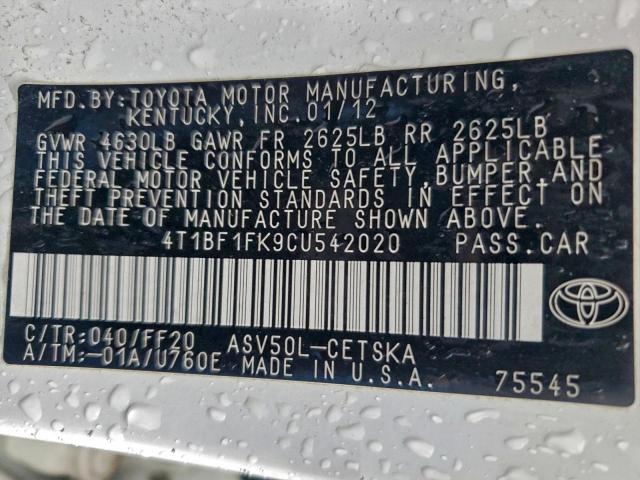 MFD.BY:TOYOTA MOTOR MANUFACTURING,
KENTUCKY, INC.01/12
GVWR 4630LB GAWR FR 2625LB RR 2625LB
THIS VEHICLE CONFORMS TO ALL APPLICABLE
FEDERAL MOTOR VEHICLE SAFETY,BUMPER,AND
THEFT PREVENTION STANDARDS IN EFFECT ON
THE DATE OF MANUFACTURE SHOWN ABOVE.
4T1BF1FK9CU542020 PASS.CAR
C/TR:040/FF20 ASV50L-CETSKA
A/TM:-01A/U760E MADE IN U.S.A. 75545